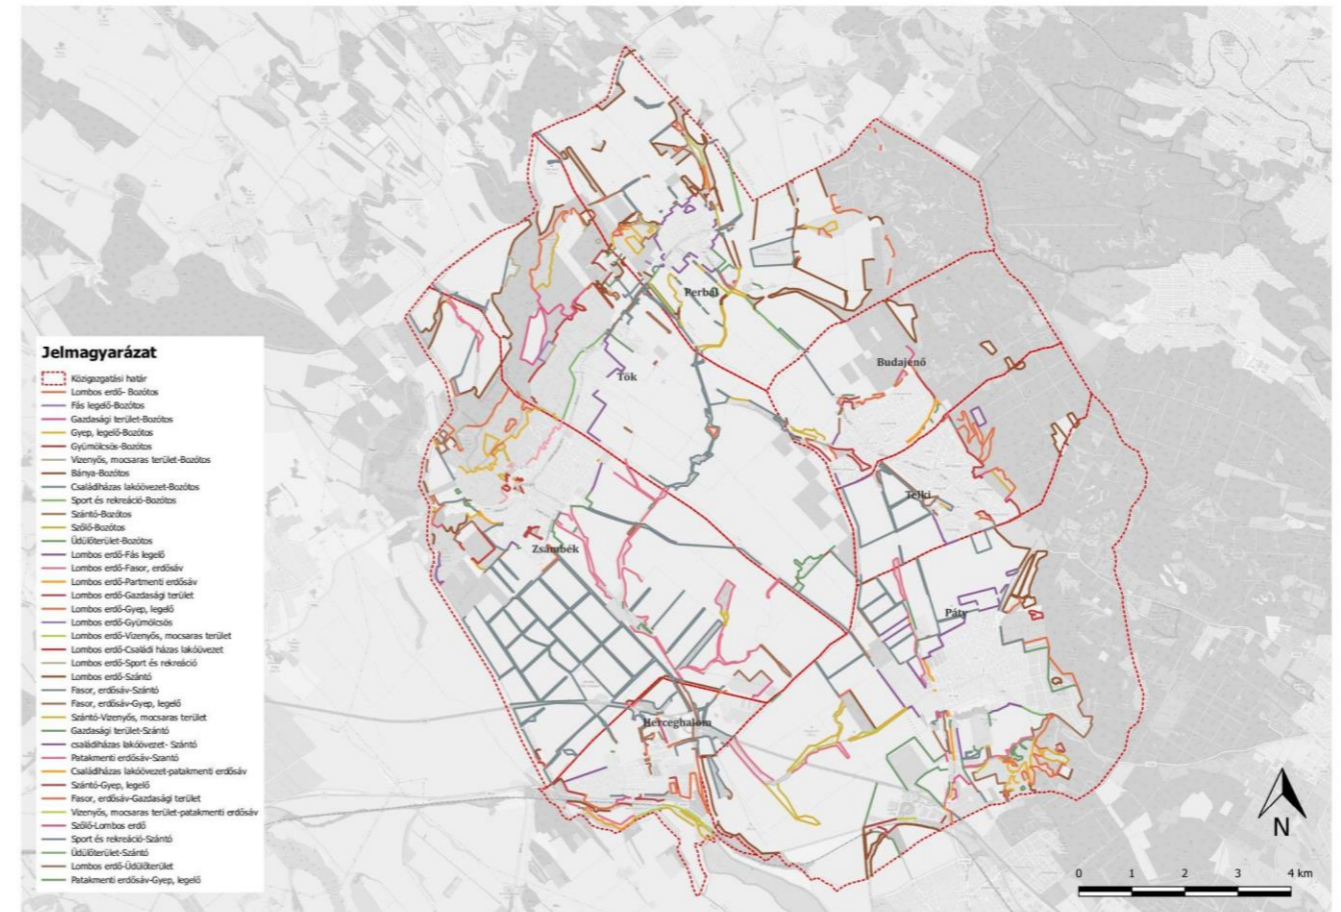 Perbál
Budajenő
Tök
Telki
Zsámbék
Páty
Herceghalom
Jelmagyarázat
Közigazgatási határ
Lombos erdő- Bozótos
Fás legelő-Bozótos
Gazdasági terület-Bozótos
Gyep, legelő-Bozótos
Gyümölcsös-Bozótos
Vizenyős, mocsaras terület-Bozótos
Bánya-Bozótos
Családiházas lakóövezet-Bozótos
Sport és rekreáció-Bozótos
Szántó-Bozótos
Szőlő-Bozótos
Üdülőterület-Bozótos
Lombos erdő-Fás legelő
Lombos erdő-Fasor, erdősáv
Lombos erdő-Partmenti erdősáv
Lombos erdő-Gazdasági terület
Lombos erdő-Gyep, legelő
Lombos erdő-Gyümölcsös
Lombos erdő-Vizenyős, mocsaras terület
Lombos erdő-Családi házas lakóövezet
Lombos erdő-Sport és rekreáció
Lombos erdő-Szántó
Fasor, erdősáv-Szántó
Fasor, erdősáv-Gyep, legelő
Szántó-Vizenyős, mocsaras terület
Gazdasági terület-Szántó
családiházas lakóövezet- Szántó
Patakmenti erdősáv-Szantó
Családiházas lakóövezet-patakmenti erdősáv
Szántó-Gyep, legelő
Fasor, erdősáv-Gazdasági terület
Vizenyős, mocsaras terület-patakmenti erdősáv
Szőlő-Lombos erdő
Sport és rekreáció-Szántó
Üdülőterület-Szántó
Lombos erdő-Üdülőterület
Patakmenti erdősáv-Gyep, legelő
N
0 1 2 3 4 km